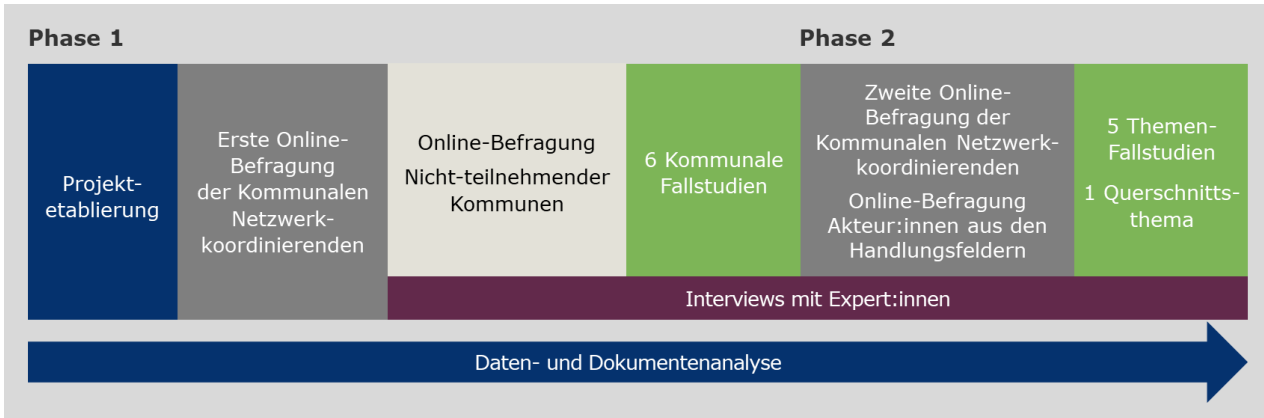 Phase 1
Phase 2
Projekt-
etablierung
Erste Online-
Befragung
der Kommunalen
Netzwerk-
koordinierenden
Online-Befragung
Nicht-teilnehmender
Kommunen
6 Kommunale
Fallstudien
Zweite Online-
Befragung der
Kommunalen Netzwerk-
koordinierenden
Online-Befragung
Akteur:innen aus den
Handlungsfeldern
5 Themen-
Fallstudien
1 Querschnitts-
thema
Interviews mit Expert:innen
Daten- und Dokumentenanalyse